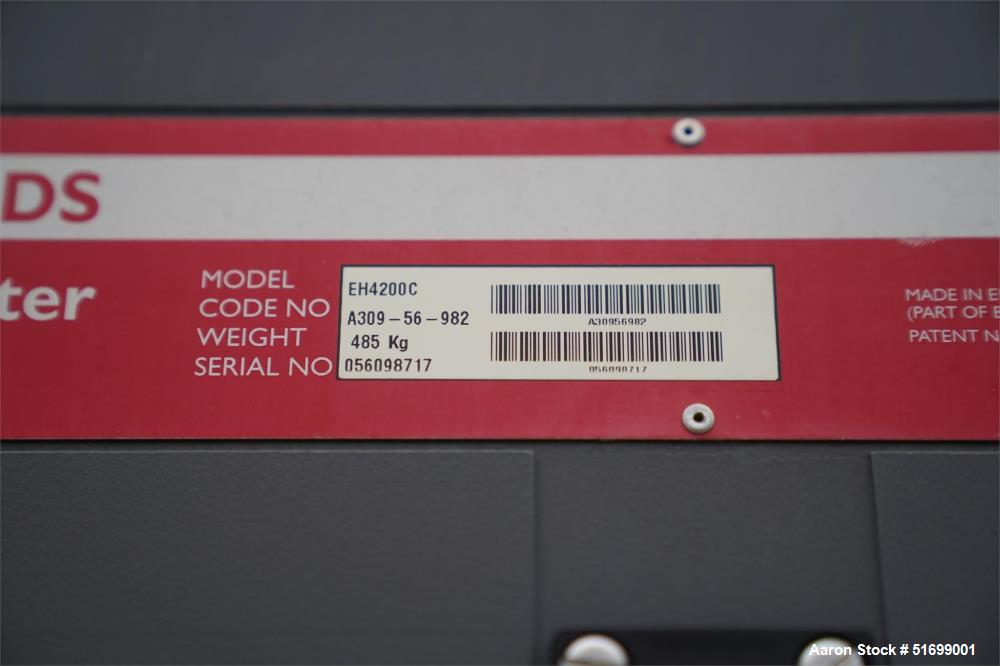 DS
ter
MODEL EH4200C
CODE NO A309-56-982
A30956982
WEIGHT 485 Kg
SERIAL NO 056098717
056098717
MADE IN E
(PART OF E
PATENT N
Aaron Stock # 51699001